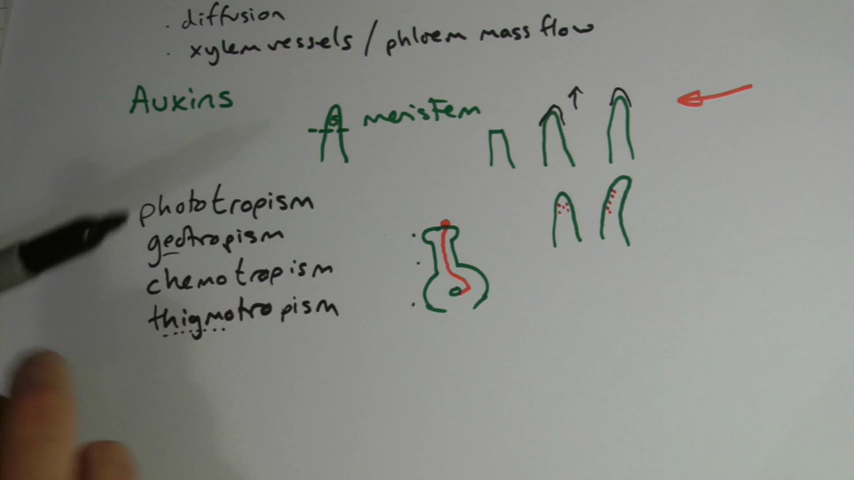 . diffusion
. xylem vessels / phloem mass flow
Auxins
meristem
phototropism
geotropism
chemotropism
thigmotropism